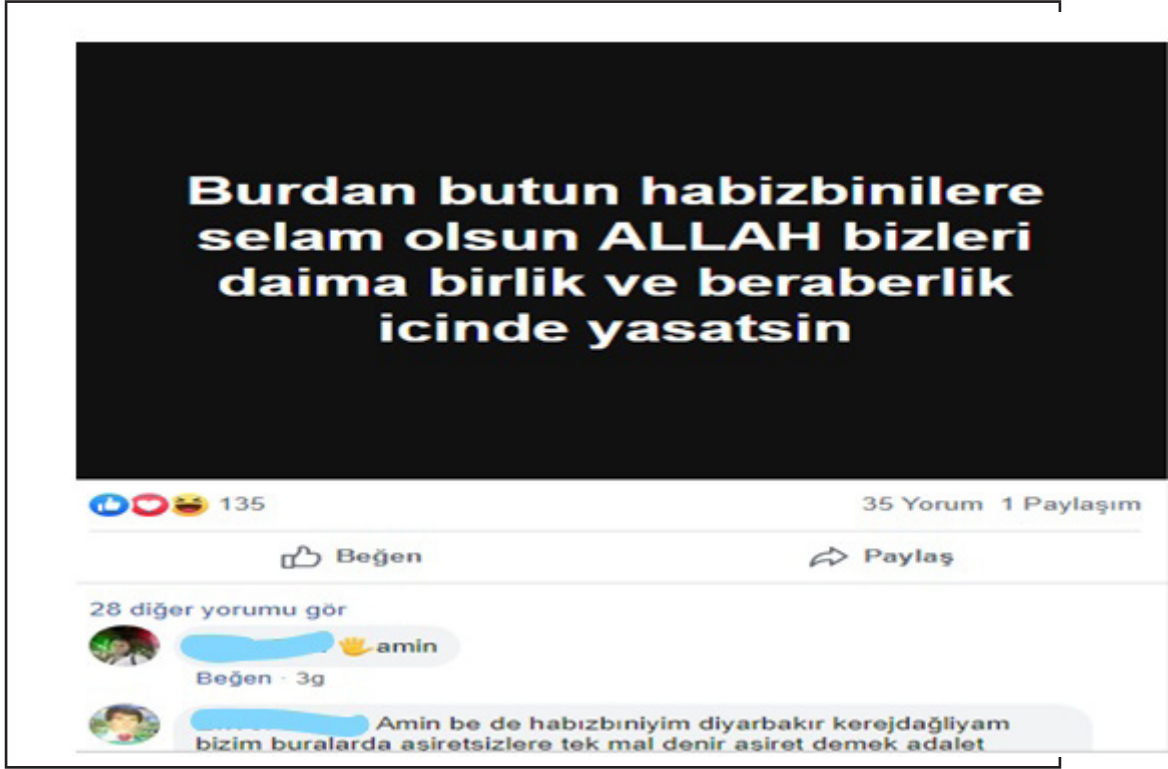 Burdan butun habizbinilere
selam olsun ALLAH bizleri
daima birlik ve beraberlik
icinde yasatsin
135
35 Yorum 1 Paylaşım
Beğen
Paylaş
28 diğer yorumu gör
amin
Beğen · 3g
Amin be de habızbıniyim diyarbakır kerejdağliyam
bizim buralarda aşiretsizlere tek mal denir aşiret demek adalet